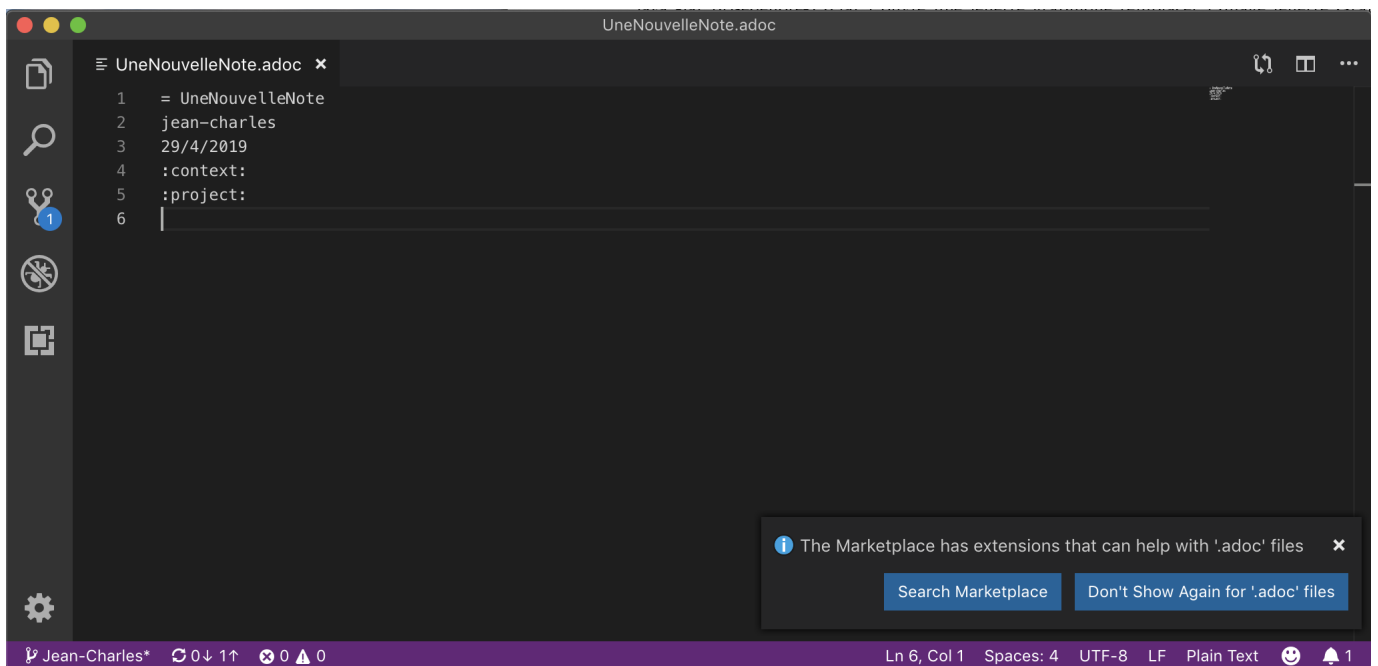 UneNouvelleNote.adoc
UneNouvelleNote.adoc
1 = UneNouvelleNote
2 jean-charles
3 29/4/2019
4 :context:
5 :project:
6
1
The Marketplace has extensions that can help with '.adoc' files
Search Marketplace Don't Show Again for '.adoc' files
Jean-Charles* 0↓ 1↑ 0 0 Ln 6, Col 1 Spaces: 4 UTF-8 LF Plain Text 1